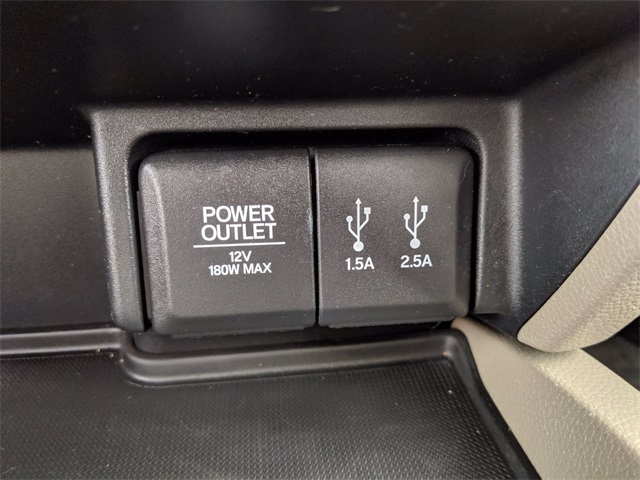 POWER
OUTLET
12V
180W MAX
1.5A 2.5A